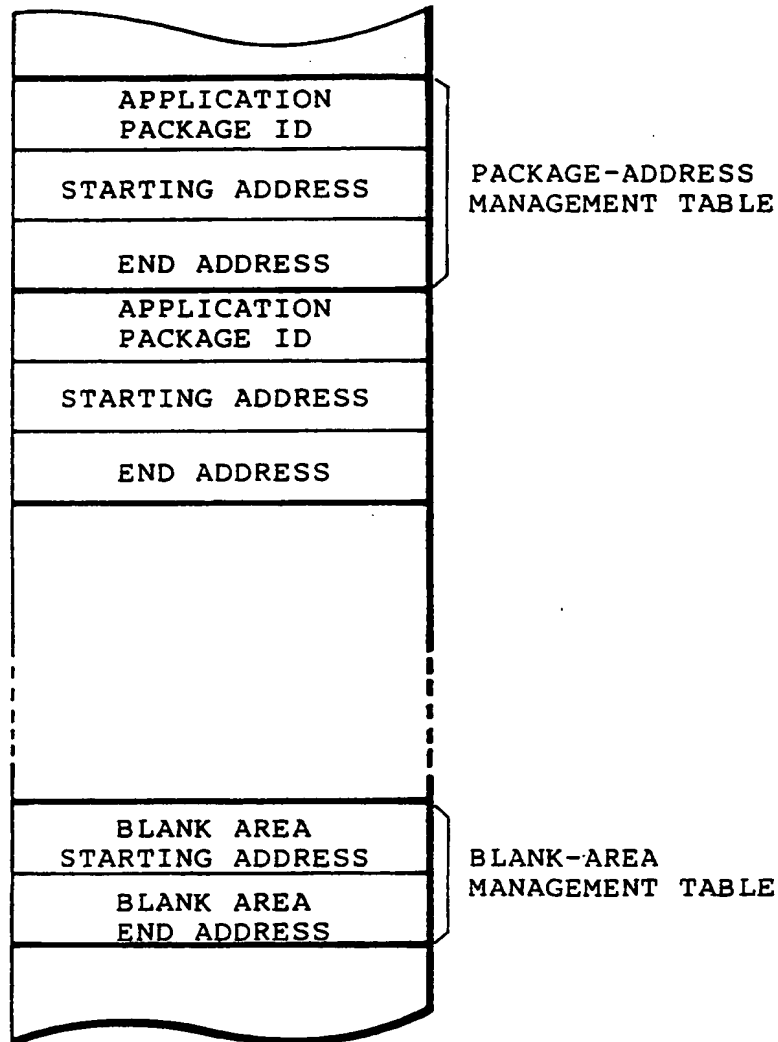 APPLICATION
PACKAGE ID
STARTING ADDRESS
END ADDRESS
PACKAGE-ADDRESS
MANAGEMENT TABLE
APPLICATION
PACKAGE ID
STARTING ADDRESS
END ADDRESS
BLANK AREA
STARTING ADDRESS
BLANK AREA
END ADDRESS
BLANK-AREA
MANAGEMENT TABLE